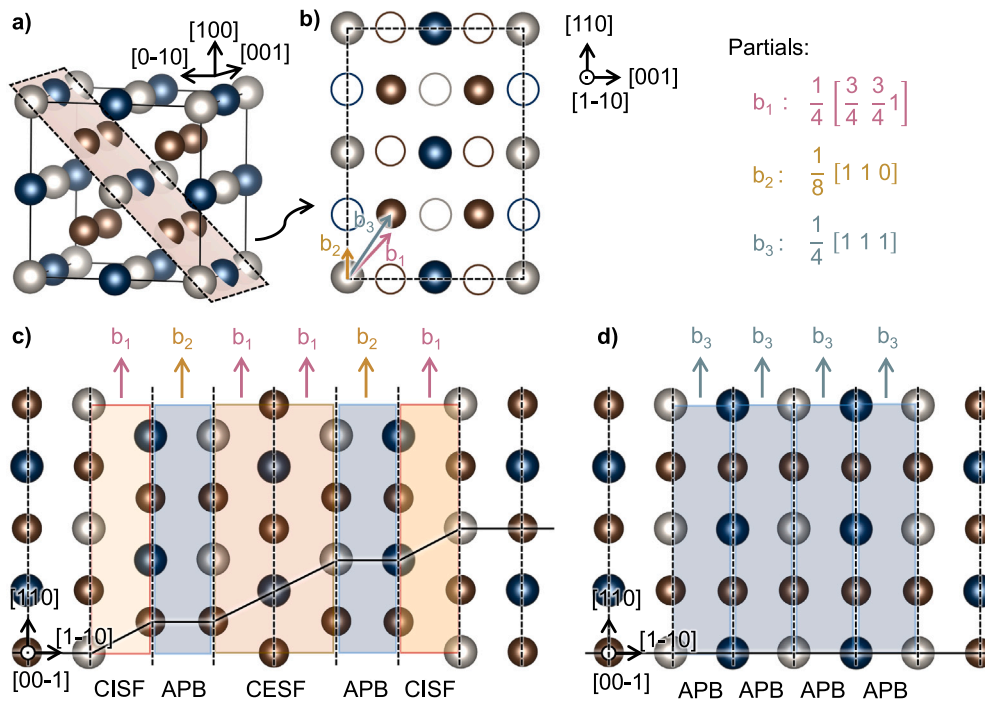 a)
[100]
[0-10]
[001]
b)
b3
b2
b1
[110]
[001]
[1-10]
Partials:
b1 : 1/4 [3/4 3/4 1]
b2 : 1/8 [1 1 0]
b3 : 1/4 [1 1 1]
c)
b1 b2 b1 b1 b2 b1
[110]
[1-10]
[00-1]
CISF APB CESF APB CISF
d)
b3 b3 b3 b3
[110]
[1-10]
[00-1]
APB APB APB APB